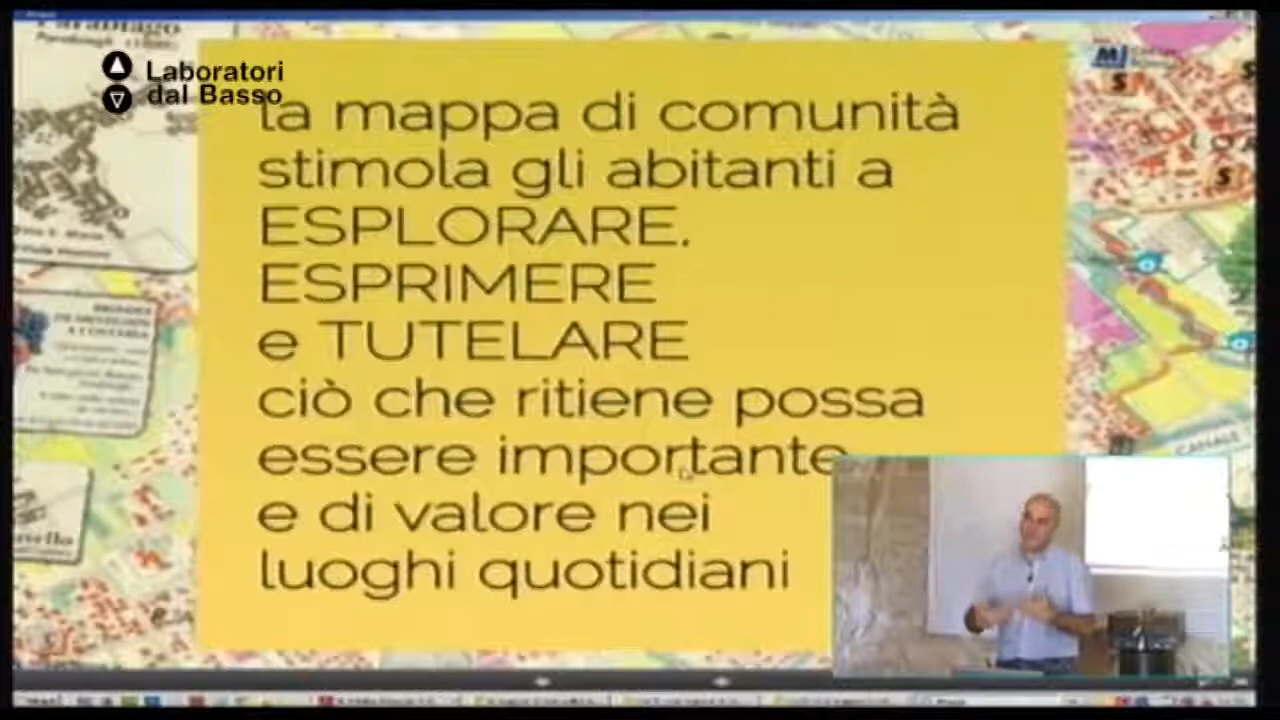 Laboratori
dal Basso
la mappa di comunità
stimola gli abitanti a
ESPLORARE,
ESPRIMERE
e TUTELARE
ciò che ritiene possa
essere importante
e di valore nei
luoghi quotidiani
CANALE